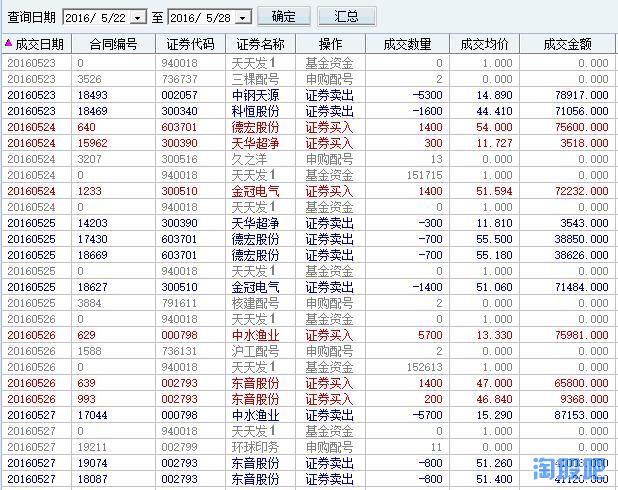 查询日期 2016/ 5/22 至 2016/ 5/28 确定 汇总
成交日期 合同编号 证券代码 证券名称 操作 成交数量 成交均价 成交金额
20160523 0 940018 天天发1 基金资金 0 1.000 0.000
20160523 3526 736737 三棵配号 申购配号 2 0.000 0.000
20160523 18493 002057 中钢天源 证券卖出 -5300 14.890 78917.000
20160523 18469 300340 科恒股份 证券卖出 -1600 44.410 71056.000
20160524 640 603701 德宏股份 证券买入 1400 54.000 75600.000
20160524 15962 300390 天华超净 证券买入 300 11.727 3518.000
20160524 3207 300516 久之洋 申购配号 13 0.000 0.000
20160524 0 940018 天天发1 基金资金 151715 1.000 0.000
20160524 1233 300510 金冠电气 证券买入 1400 51.594 72232.000
20160524 0 940018 天天发1 基金资金 0 1.000 0.000
20160525 14203 300390 天华超净 证券卖出 -300 11.810 3543.000
20160525 17430 603701 德宏股份 证券卖出 -700 55.500 38850.000
20160525 18669 603701 德宏股份 证券卖出 -700 55.180 38626.000
20160525 0 940018 天天发1 基金资金 0 1.000 0.000
20160525 18627 300510 金冠电气 证券卖出 -1400 51.060 71484.000
20160525 3884 791611 核建配号 申购配号 2 0.000 0.000
20160526 0 940018 天天发1 基金资金 0 1.000 0.000
20160526 629 000798 中水渔业 证券买入 5700 13.330 75981.000
20160526 1588 736131 沪工配号 申购配号 2 0.000 0.000
20160526 0 940018 天天发1 基金资金 152613 1.000 0.000
20160526 639 002793 东音股份 证券买入 1400 47.000 65800.000
20160526 993 002793 东音股份 证券买入 200 46.840 9368.000
20160527 17044 000798 中水渔业 证券卖出 -5700 15.290 87153.000
20160527 0 940018 天天发1 基金资金 0 1.000 0.000
20160527 19211 002799 环球印务 申购配号 11 0.000 0.000
20160527 19074 002793 东音股份 证券卖出 -800 51.260
20160527 18087 002793 东音股份 证券卖出 -800 51.400 41120.000
淘股吧